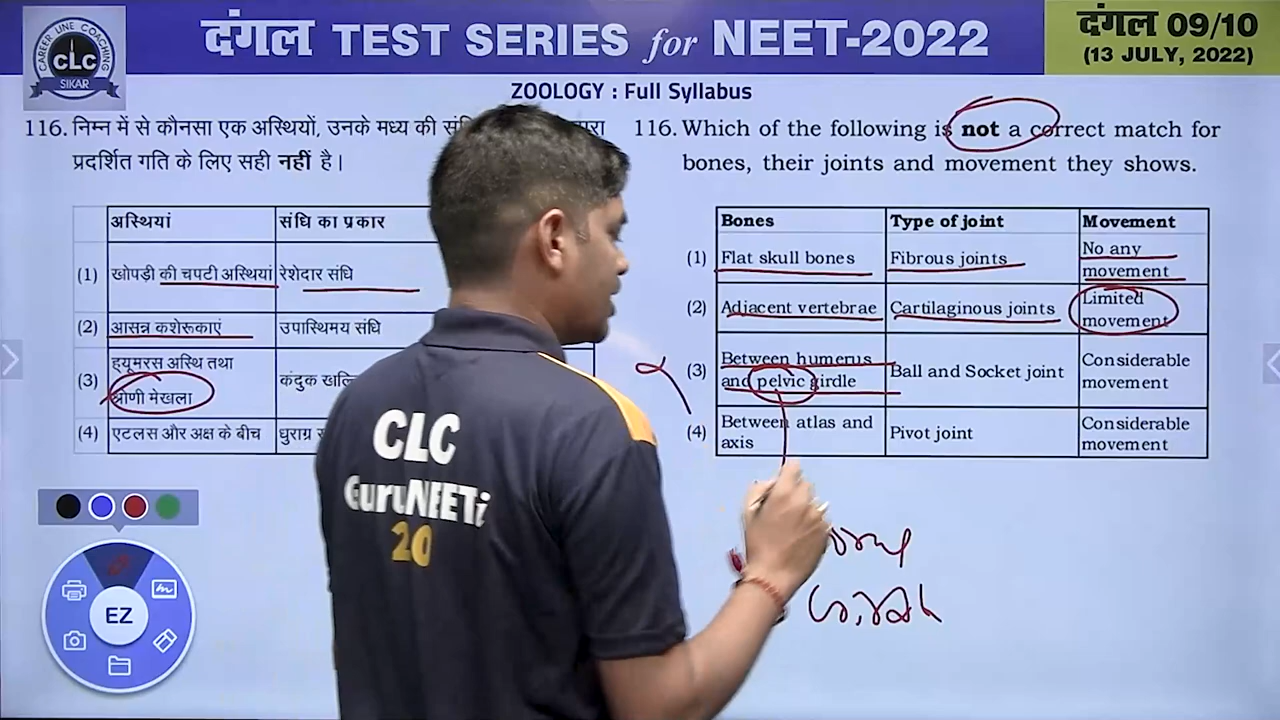 CAREER LINE COACHING
CLC
SIKAR
दंगल TEST SERIES for NEET-2022
दंगल 09/10
(13 JULY, 2022)
ZOOLOGY : Full Syllabus
116. निम्न में से कौनसा एक अस्थियों, उनके मध्य की
प्रदर्शित गति के लिए सही नहीं है।
अस्थियां संधि का प्रकार
(1) खोपड़ी की चपटी अस्थियां रेशेदार संधि
(2) आसन्न कशेरूकाएं उपास्थिमय संधि
(3) ह्यूमरस अस्थि तथा
श्रोणी मेखला
(4) एटलस और अक्ष के बीच
116. Which of the following is not a correct match for
bones, their joints and movement they shows.
Bones Type of joint Movement
(1) Flat skull bones Fibrous joints No any
movement
(2) Adjacent vertebrae Cartilaginous joints Limited
movement
(3) Between humerus
and pelvic girdle Ball and Socket joint Considerable
movement
(4) Between atlas and
axis Pivot joint Considerable
movement
EZ
CLC
GuruNEETi
20